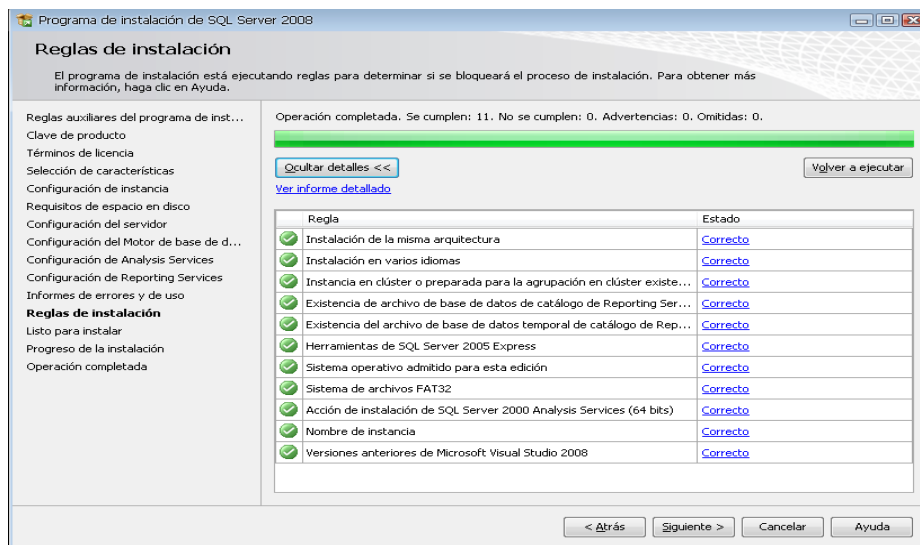 Programa de instalación de SQL Server 2008
Reglas de instalación
El programa de instalación está ejecutando reglas para determinar si se bloqueará el proceso de instalación. Para obtener más
información, haga clic en Ayuda.
Reglas auxiliares del programa de inst...
Clave de producto
Términos de licencia
Selección de características
Configuración de instancia
Requisitos de espacio en disco
Configuración del servidor
Configuración del Motor de base de d...
Configuración de Analysis Services
Configuración de Reporting Services
Informes de errores y de uso
Reglas de instalación
Listo para instalar
Progreso de la instalación
Operación completada
Operación completada. Se cumplen: 11. No se cumplen: 0. Advertencias: 0. Omitidas: 0.
Ocultar detalles << Volver a ejecutar
Ver informe detallado
Regla Estado
Instalación de la misma arquitectura Correcto
Instalación en varios idiomas Correcto
Instancia en clúster o preparada para la agrupación en clúster existe... Correcto
Existencia de archivo de base de datos de catálogo de Reporting Ser... Correcto
Existencia del archivo de base de datos temporal de catálogo de Rep... Correcto
Herramientas de SQL Server 2005 Express Correcto
Sistema operativo admitido para esta edición Correcto
Sistema de archivos FAT32 Correcto
Acción de instalación de SQL Server 2000 Analysis Services (64 bits) Correcto
Nombre de instancia Correcto
Versiones anteriores de Microsoft Visual Studio 2008 Correcto
< Atrás Siguiente > Cancelar Ayuda